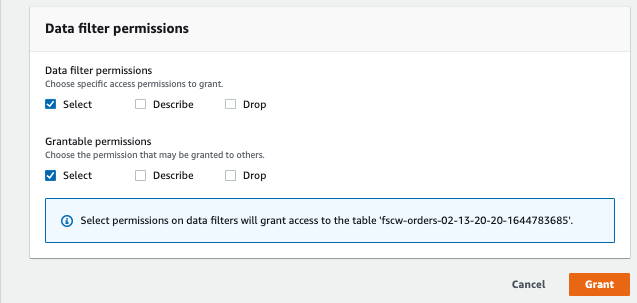 Data filter permissions
Data filter permissions
Choose specific access permissions to grant.
Select Describe Drop
Grantable permissions
Choose the permission that may be granted to others.
Select Describe Drop
Select permissions on data filters will grant access to the table 'fscw-orders-02-13-20-20-1644783685'.
Cancel Grant